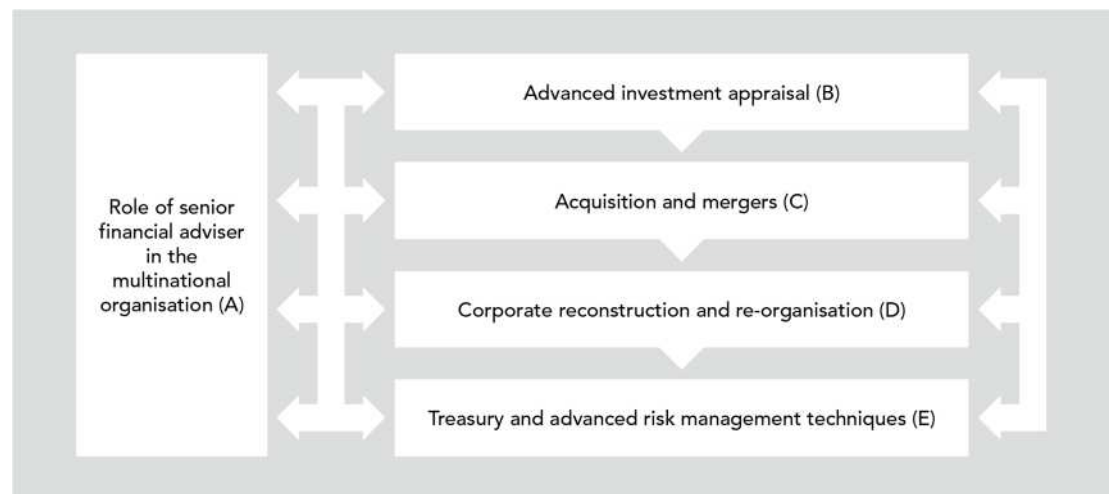 Role of senior
financial adviser
in the
multinational
organisation (A)
Advanced investment appraisal (B)
Acquisition and mergers (C)
Corporate reconstruction and re-organisation (D)
Treasury and advanced risk management techniques (E)